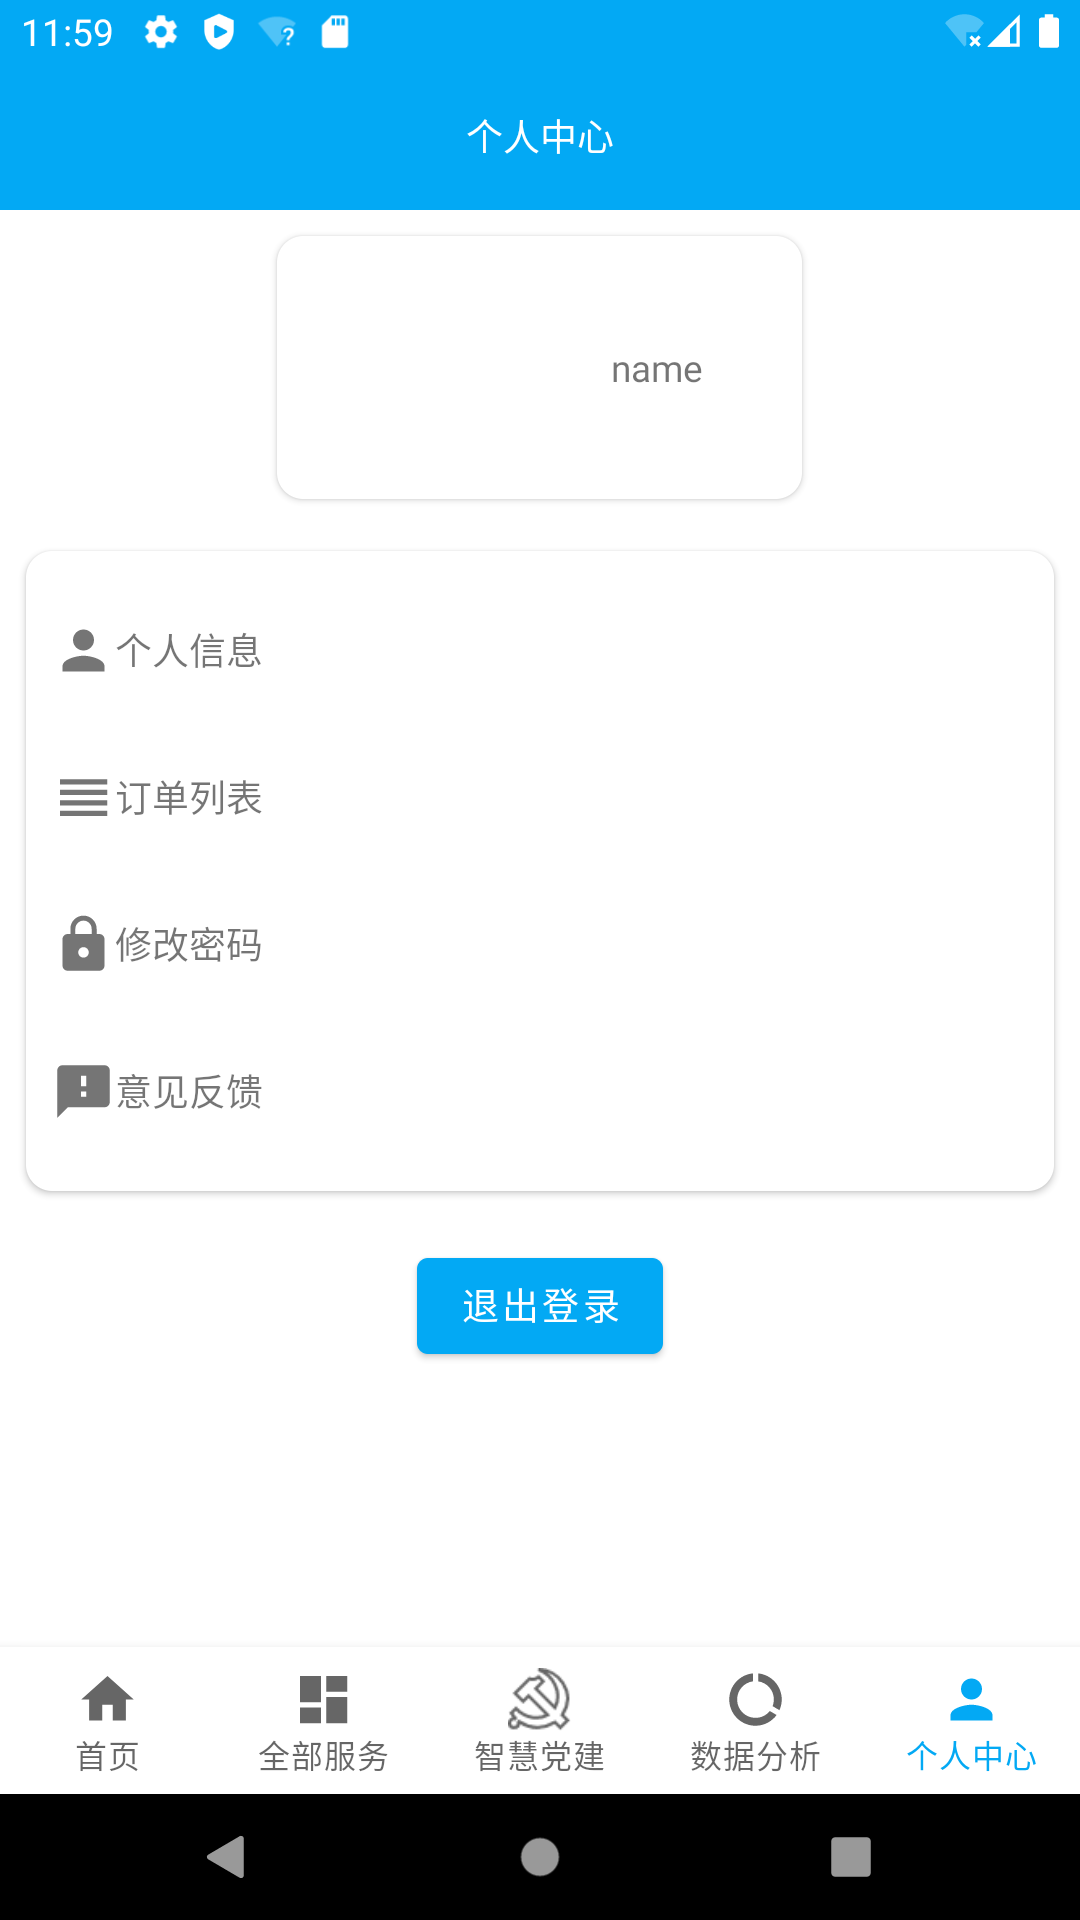 11:59
个人中心
name
个人信息
订单列表
修改密码
意见反馈
退出登录
首页 全部服务 智慧党建 数据分析 个人中心